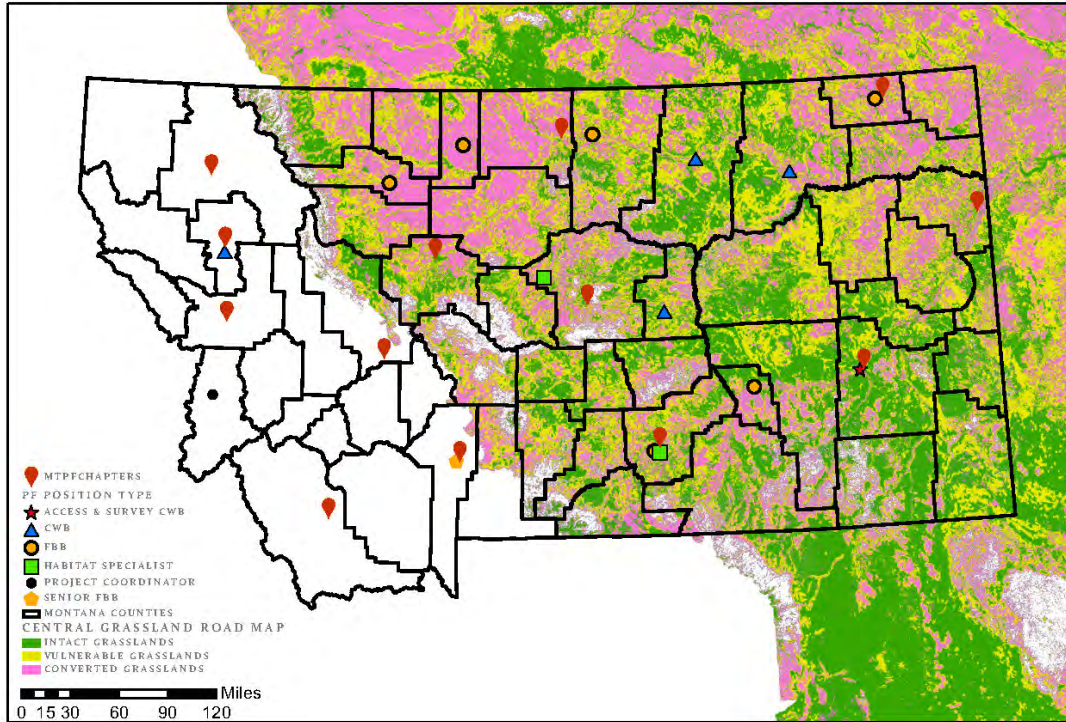 MTPFCHAPTERS
PF POSITION TYPE
ACCESS & SURVEY CWB
CWB
FBB
HABITAT SPECIALIST
PROJECT COORDINATOR
SENIOR FBB
MONTANA COUNTIES
CENTRAL GRASSLAND ROAD MAP
INTACT GRASSLANDS
VULNERABLE GRASSLANDS
CONVERTED GRASSLANDS
Miles
0 15 30 60 90 120